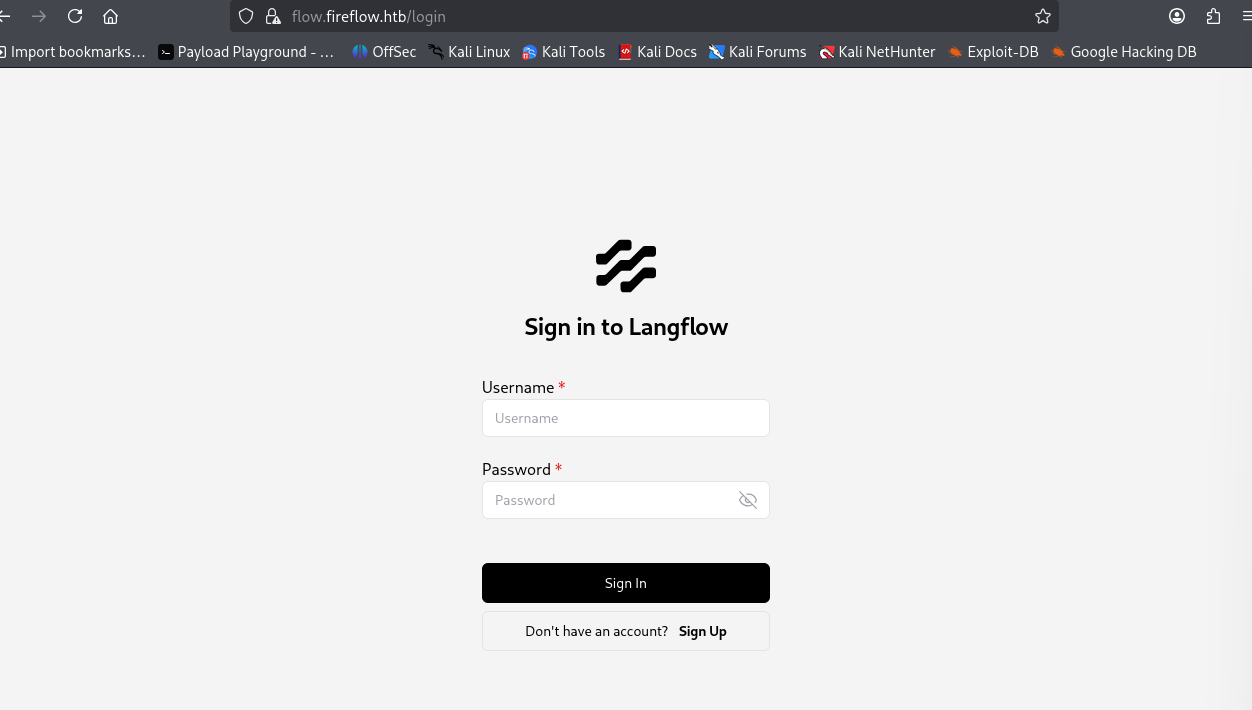 flow.fireflow.htb/login
Import bookmarks... Payload Playground - ... OffSec Kali Linux Kali Tools Kali Docs Kali Forums Kali NetHunter Exploit-DB Google Hacking DB
Sign in to Langflow
Username *
Username
Password *
Password
Sign In
Don't have an account? Sign Up